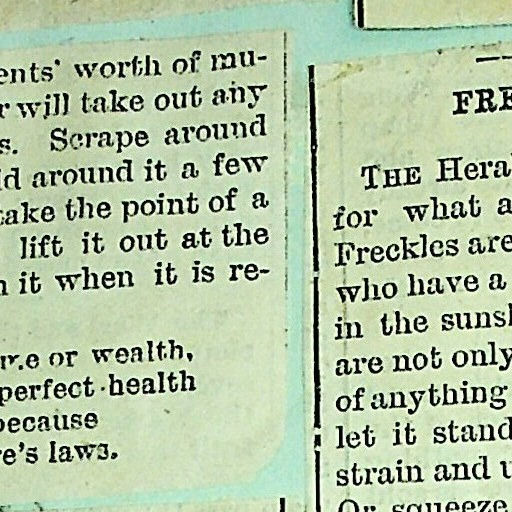 ents' worth of mu-
r will take out any
s. Scrape around
ld around it a few
take the point of a
lift it out at the
n it when it is re-
me or wealth,
perfect health
because
re's laws.
FRE
THE Hera
for what a
Freckles are
who have a
in the sunsh
are not only
of anything
let it stand
strain and u
Or squeeze